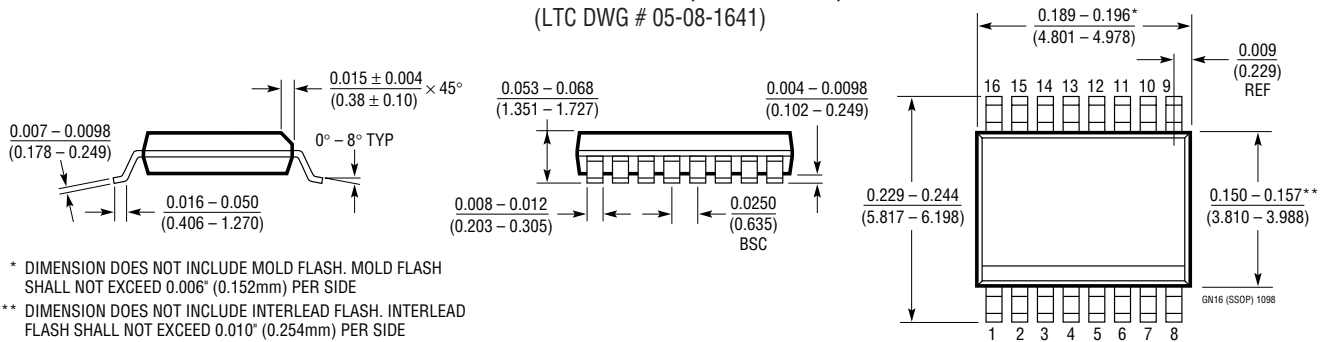 (LTC DWG # 05-08-1641)
0.189 – 0.196*
(4.801 – 4.978)
0.009
(0.229)
REF
16 15 14 13 12 11 10 9
0.015 ± 0.004
(0.38 ± 0.10)
× 45°
0.053 – 0.068
(1.351 – 1.727)
0.004 – 0.0098
(0.102 – 0.249)
0.007 – 0.0098
(0.178 – 0.249)
0° – 8° TYP
0.016 – 0.050
(0.406 – 1.270)
0.008 – 0.012
(0.203 – 0.305)
0.0250
(0.635)
BSC
0.229 – 0.244
(5.817 – 6.198)
0.150 – 0.157**
(3.810 – 3.988)
* DIMENSION DOES NOT INCLUDE MOLD FLASH. MOLD FLASH
SHALL NOT EXCEED 0.006" (0.152mm) PER SIDE
** DIMENSION DOES NOT INCLUDE INTERLEAD FLASH. INTERLEAD
FLASH SHALL NOT EXCEED 0.010" (0.254mm) PER SIDE
GN16 (SSOP) 1098
1 2 3 4 5 6 7 8